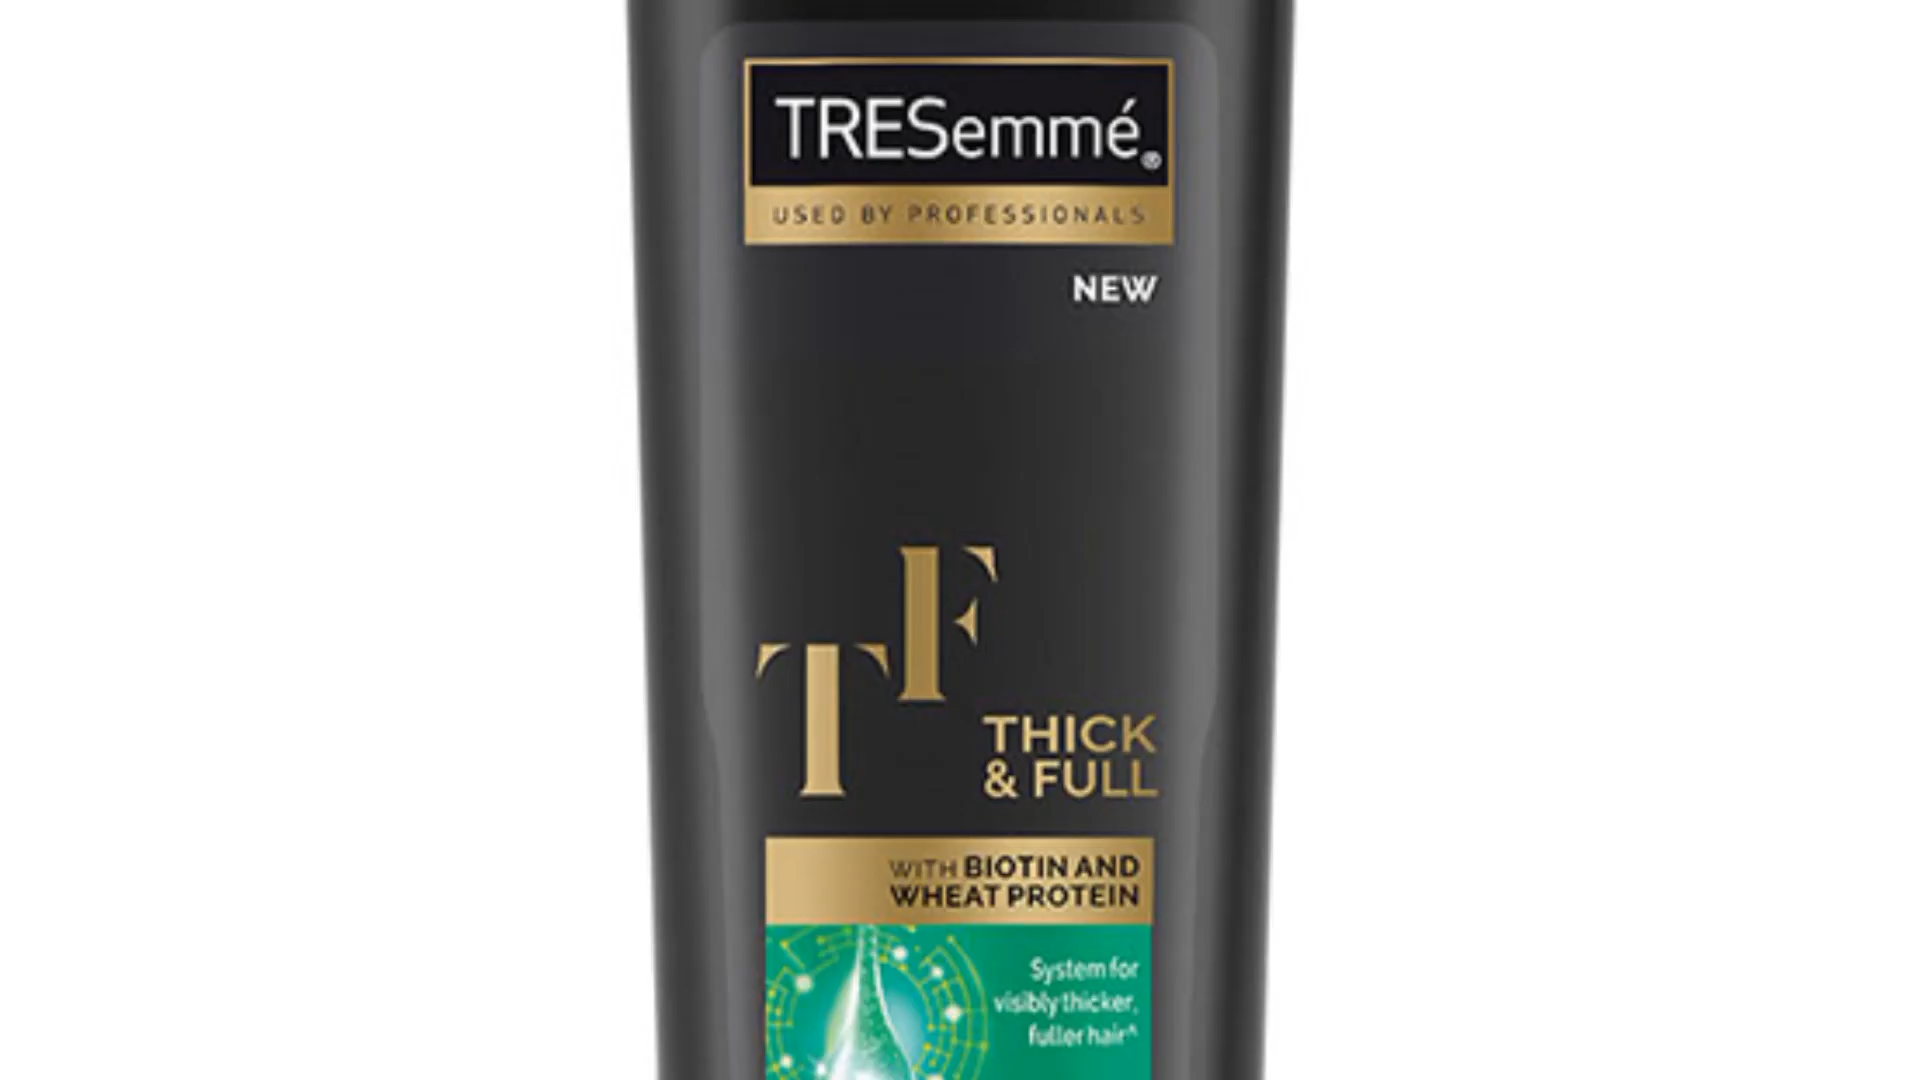 TRESemmé®
USED BY PROFESSIONALS
NEW
TF
THICK
& FULL
WITH BIOTIN AND
WHEAT PROTEIN
System for
visibly thicker,
fuller hair^